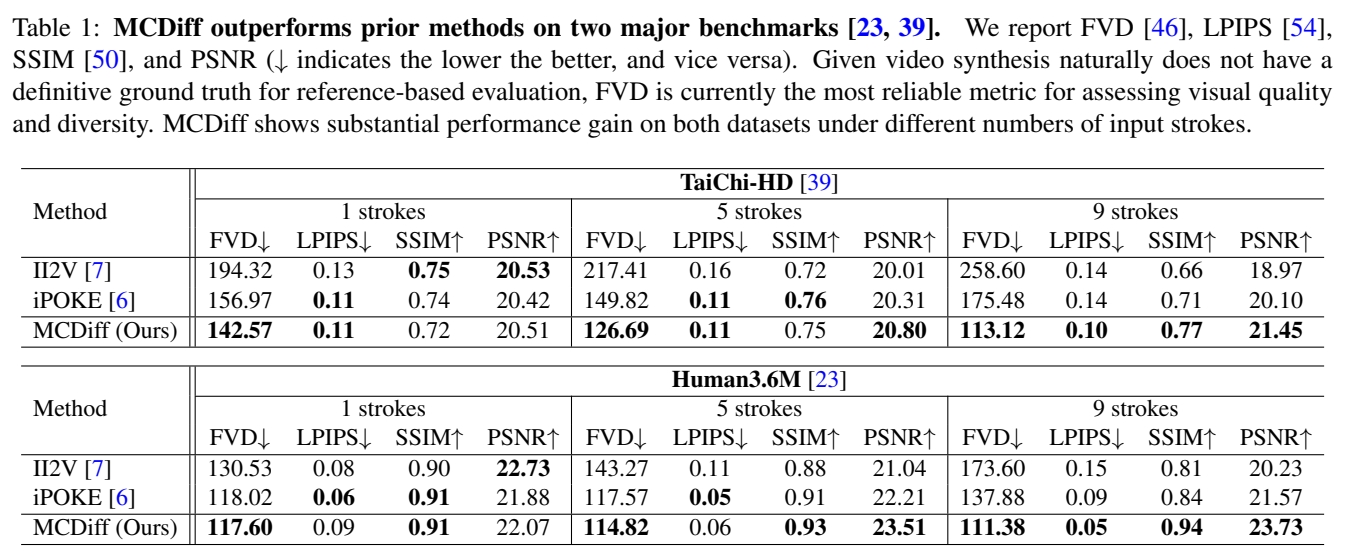 Table 1: MCDiff outperforms prior methods on two major benchmarks [23, 39]. We report FVD [46], LPIPS [54],
SSIM [50], and PSNR (↓ indicates the lower the better, and vice versa). Given video synthesis naturally does not have a
definitive ground truth for reference-based evaluation, FVD is currently the most reliable metric for assessing visual quality
and diversity. MCDiff shows substantial performance gain on both datasets under different numbers of input strokes.
TaiChi-HD [39]
Method 1 strokes 5 strokes 9 strokes
FVD↓ LPIPS↓ SSIM↑ PSNR↑ FVD↓ LPIPS↓ SSIM↑ PSNR↑ FVD↓ LPIPS↓ SSIM↑ PSNR↑
II2V [7] 194.32 0.13 0.75 20.53 217.41 0.16 0.72 20.01 258.60 0.14 0.66 18.97
iPOKE [6] 156.97 0.11 0.74 20.42 149.82 0.11 0.76 20.31 175.48 0.14 0.71 20.10
MCDiff (Ours) 142.57 0.11 0.72 20.51 126.69 0.11 0.75 20.80 113.12 0.10 0.77 21.45
Human3.6M [23]
Method 1 strokes 5 strokes 9 strokes
FVD↓ LPIPS↓ SSIM↑ PSNR↑ FVD↓ LPIPS↓ SSIM↑ PSNR↑ FVD↓ LPIPS↓ SSIM↑ PSNR↑
II2V [7] 130.53 0.08 0.90 22.73 143.27 0.11 0.88 21.04 173.60 0.15 0.81 20.23
iPOKE [6] 118.02 0.06 0.91 21.88 117.57 0.05 0.91 22.21 137.88 0.09 0.84 21.57
MCDiff (Ours) 117.60 0.09 0.91 22.07 114.82 0.06 0.93 23.51 111.38 0.05 0.94 23.73